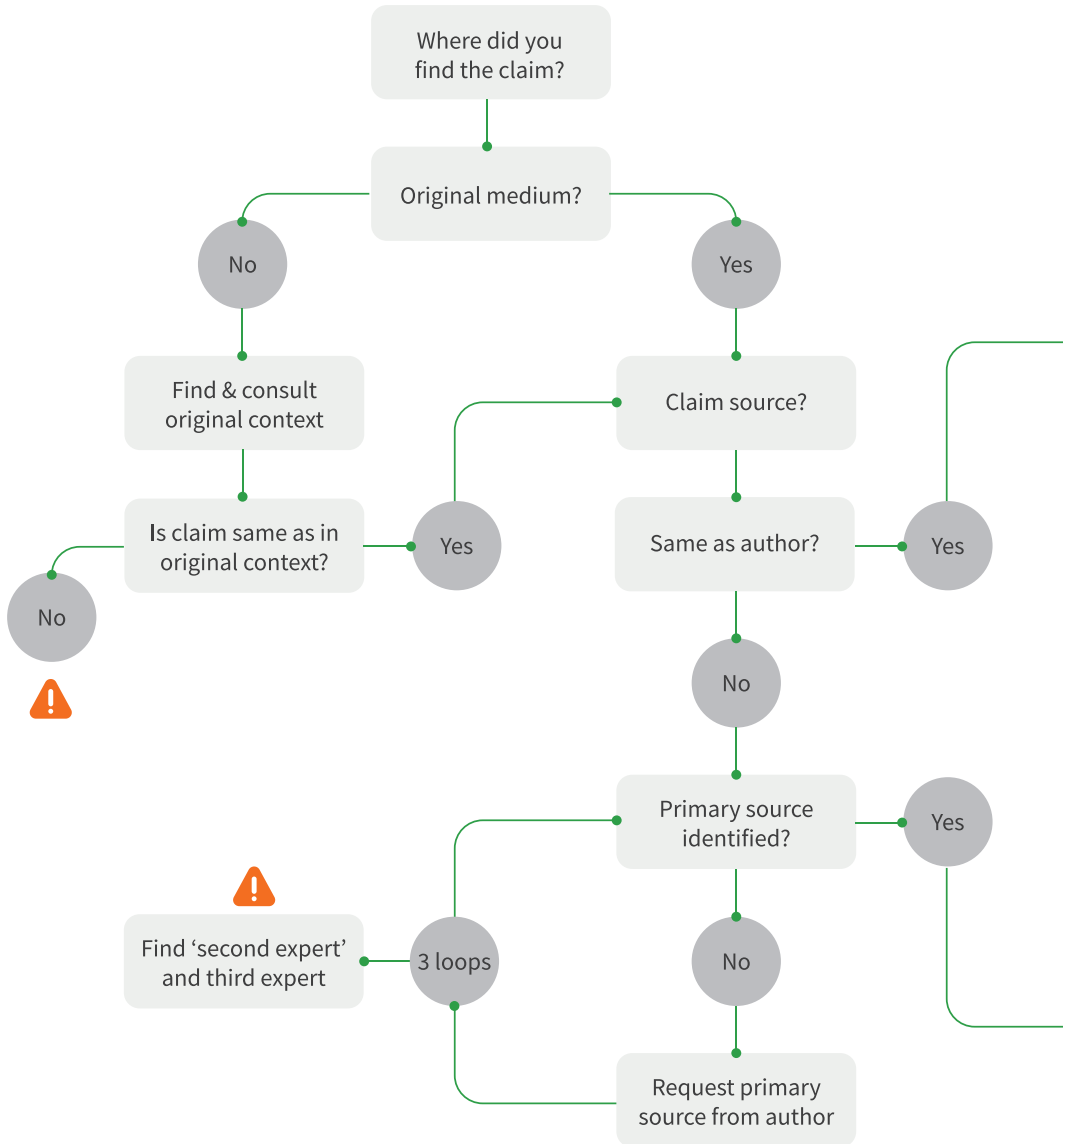 Where did you
find the claim?
Original medium?
No
Yes
Find & consult
original context
Claim source?
Is claim same as in
original context?
Yes
Same as author?
Yes
No
No
Primary source
identified?
Yes
Find ‘second expert’
and third expert
3 loops
No
Request primary
source from author